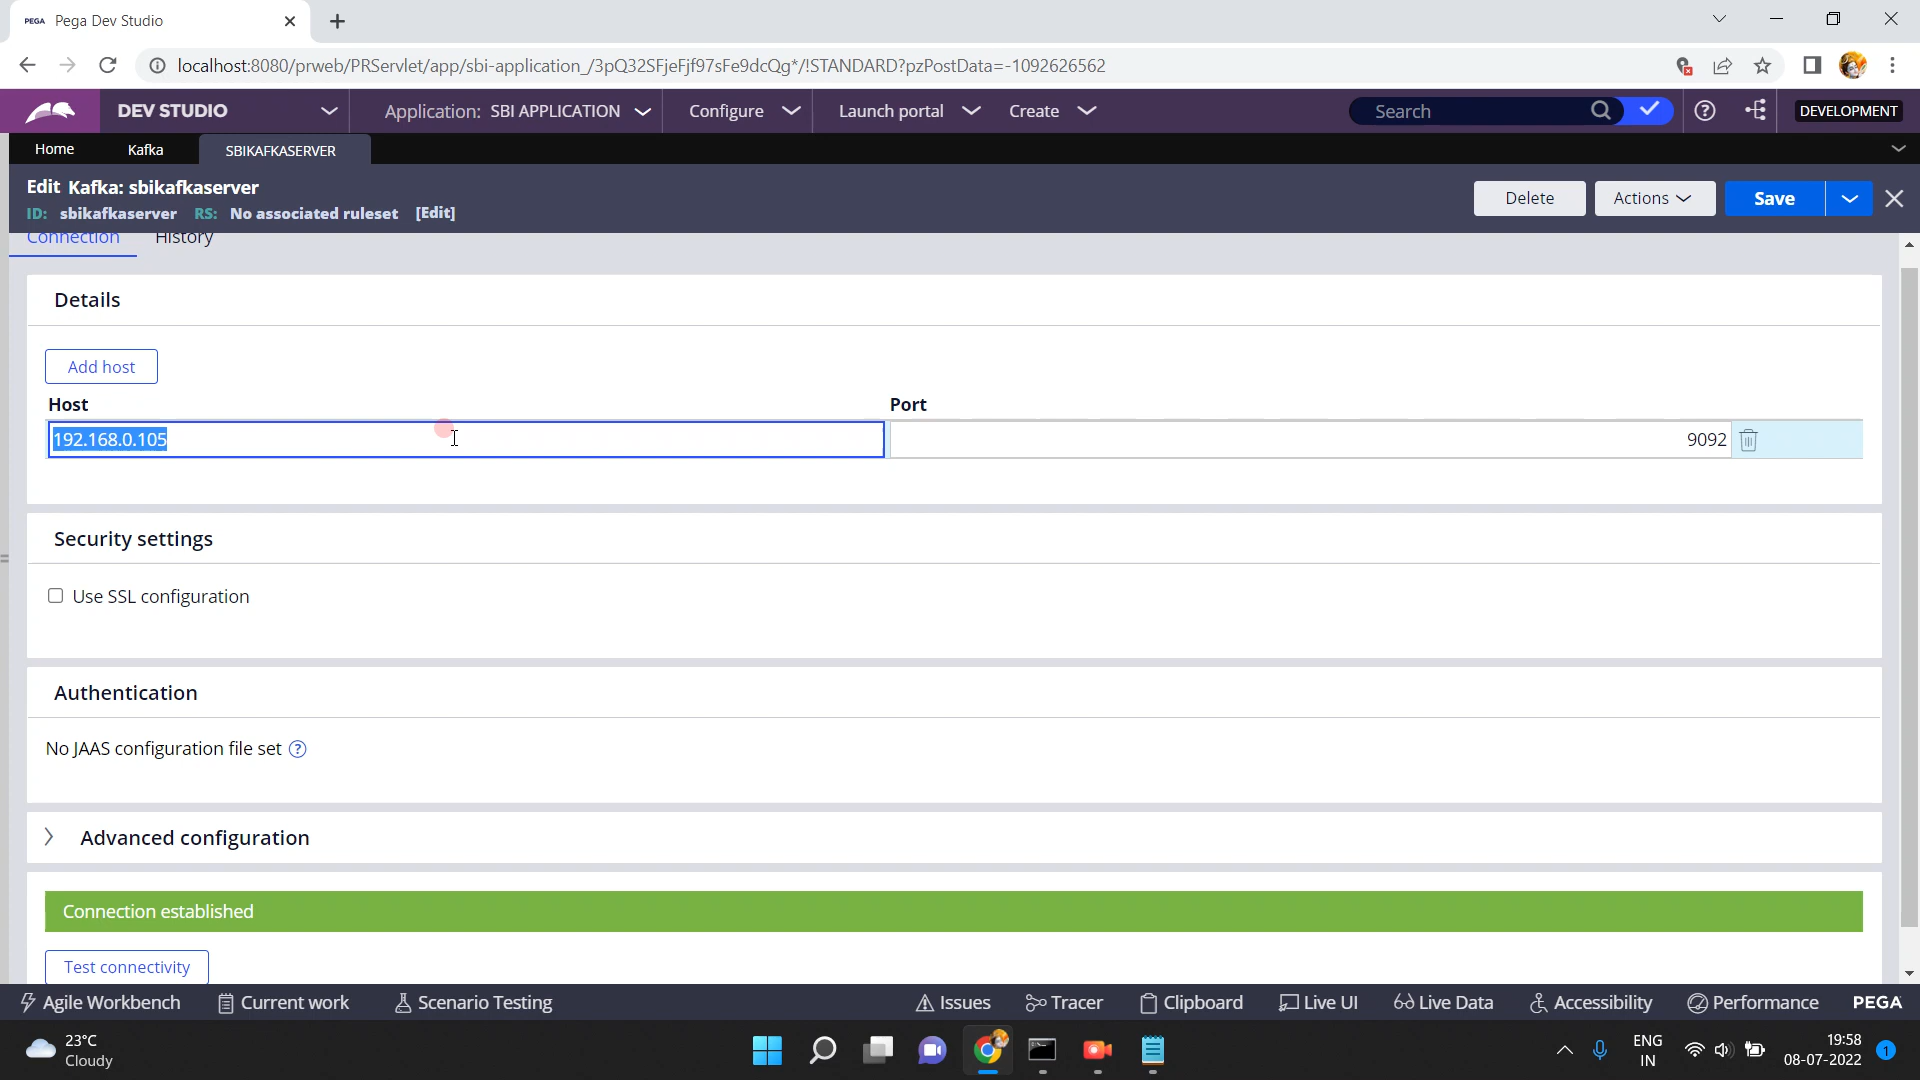 PEGA Pega Dev Studio
localhost:8080/prweb/PRServlet/app/sbi-application_/3pQ32SFjeFjf97sFe9dcQg*/!STANDARD?pzPostData=-1092626562
DEV STUDIO Application: SBI APPLICATION Configure Launch portal Create Search DEVELOPMENT
Home Kafka SBIKAFKASERVER
Edit Kafka: sbikafkaserver
ID: sbikafkaserver RS: No associated ruleset [Edit]
Delete Actions Save
Connection History
Details
Add host
Host Port
192.168.0.105 9092
Security settings
Use SSL configuration
Authentication
No JAAS configuration file set ?
Advanced configuration
Connection established
Test connectivity
Agile Workbench Current work Scenario Testing Issues Tracer Clipboard Live UI Live Data Accessibility Performance PEGA
23°C
Cloudy
ENG
IN
19:58
08-07-2022
1